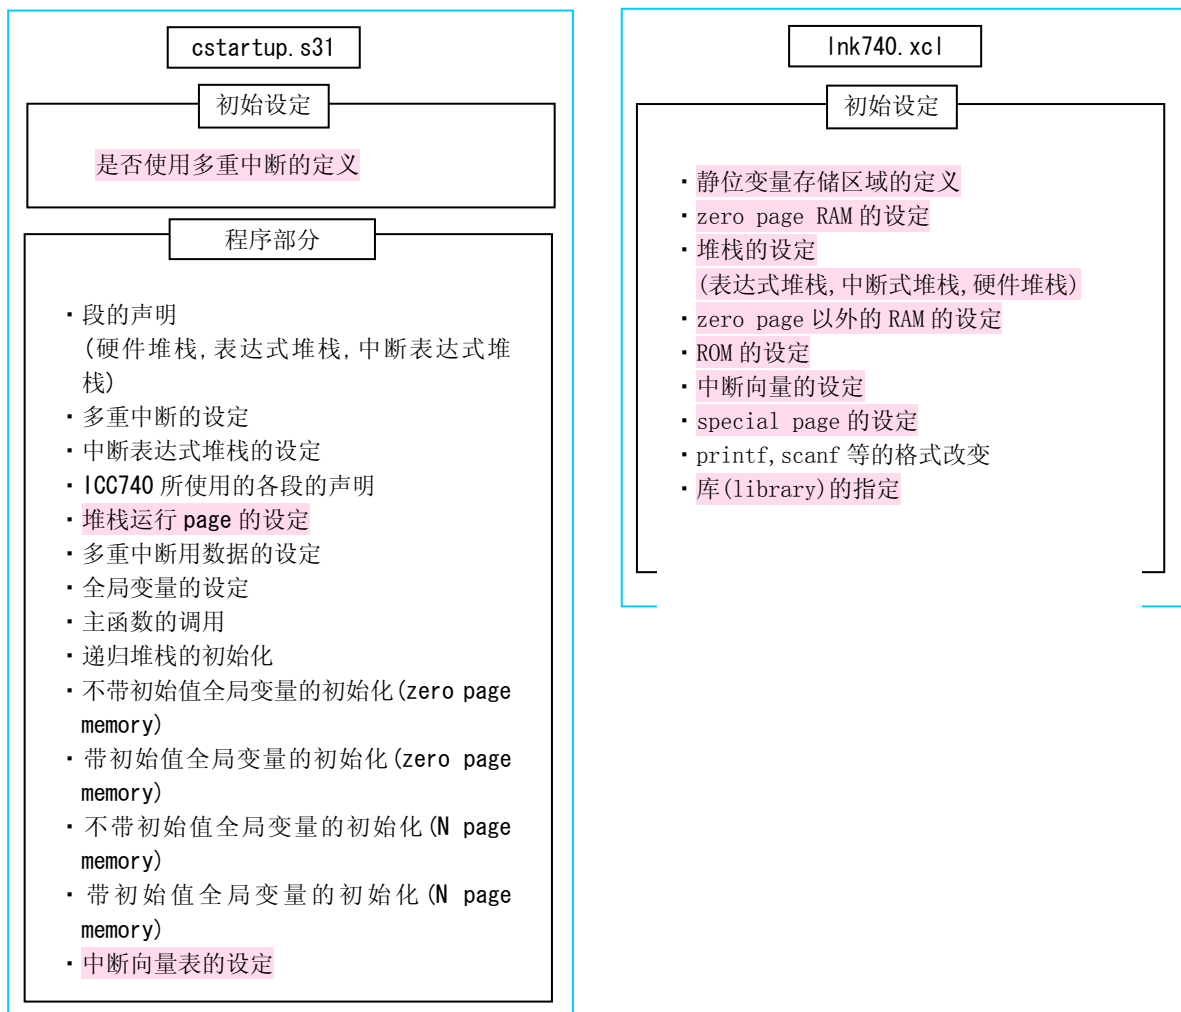 cstartup.s31
初始设定
是否使用多重中断的定义
程序部分
・段的声明
(硬件堆栈,表达式堆栈,中断表达式堆
栈)
・多重中断的设定
・中断表达式堆栈的设定
・ICC740 所使用的各段的声明
・堆栈运行 page 的设定
・多重中断用数据的设定
・全局变量的设定
・主函数的调用
・递归堆栈的初始化
・不带初始值全局变量的初始化(zero page
memory)
・带初始值全局变量的初始化(zero page
memory)
・不带初始值全局变量的初始化(N page
memory)
・带初始值全局变量的初始化(N page
memory)
・中断向量表的设定
lnk740.xcl
初始设定
・静位变量存储区域的定义
・zero page RAM 的设定
・堆栈的设定
(表达式堆栈,中断式堆栈,硬件堆栈)
・zero page 以外的 RAM 的设定
・ROM 的设定
・中断向量的设定
・special page 的设定
・printf,scanf 等的格式改变
・库(library)的指定